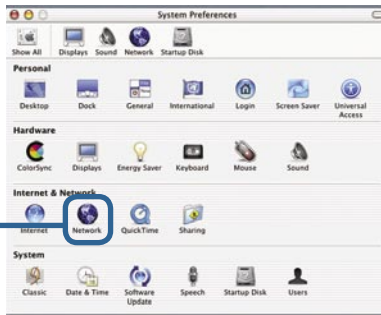 System Preferences
Show All Displays Sound Network Startup Disk
Personal
Desktop Dock General International Login Screen Saver Universal Access
Hardware
ColorSync Displays Energy Saver Keyboard Mouse Sound
Internet & Network
Internet Network QuickTime Sharing
System
Classic Date & Time Software Update Speech Startup Disk Users